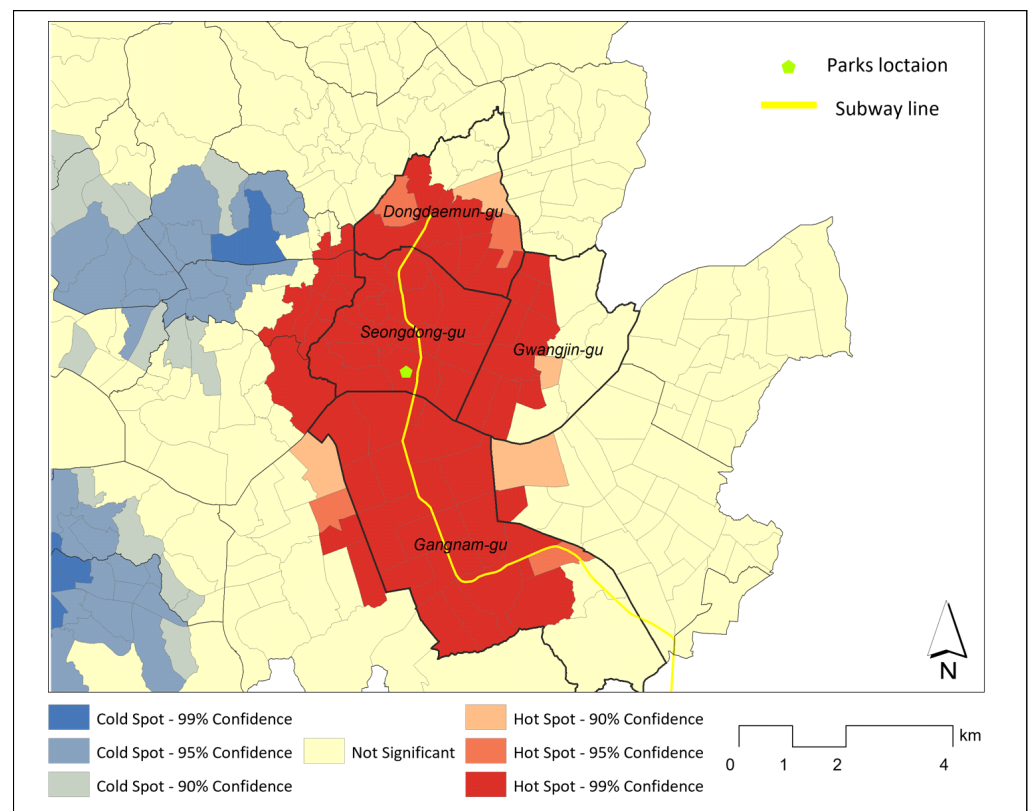 Parks loctaion
Subway line
Dongdaemun-gu
Seongdong-gu
Gwangjin-gu
Gangnam-gu
N
Cold Spot - 99% Confidence
Cold Spot - 95% Confidence
Cold Spot - 90% Confidence
Not Significant
Hot Spot - 90% Confidence
Hot Spot - 95% Confidence
Hot Spot - 99% Confidence
km
0 1 2 4